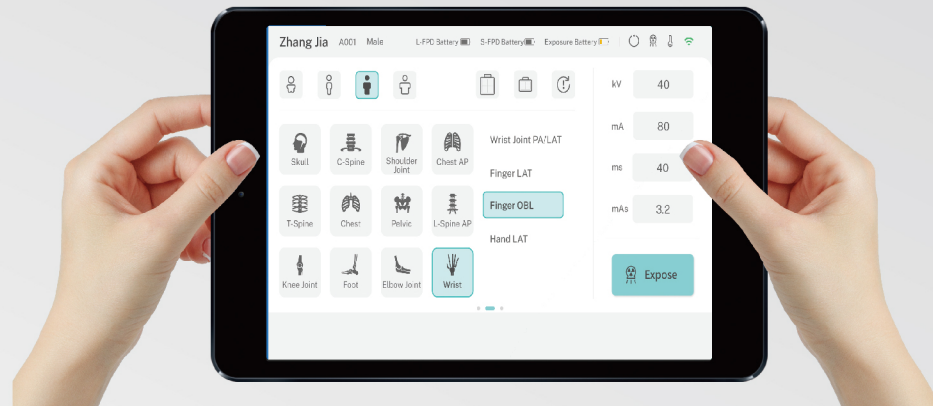 Zhang Jia A001 Male L-FPD Battery S-FPD Battery Exposure Battery
kV 40
mA 80
ms 40
mAs 3.2
Expose
Skull C-Spine Shoulder Joint Chest AP
T-Spine Chest Pelvic L-Spine AP
Knee Joint Foot Elbow Joint Wrist
Wrist Joint PA/LAT
Finger LAT
Finger OBL
Hand LAT